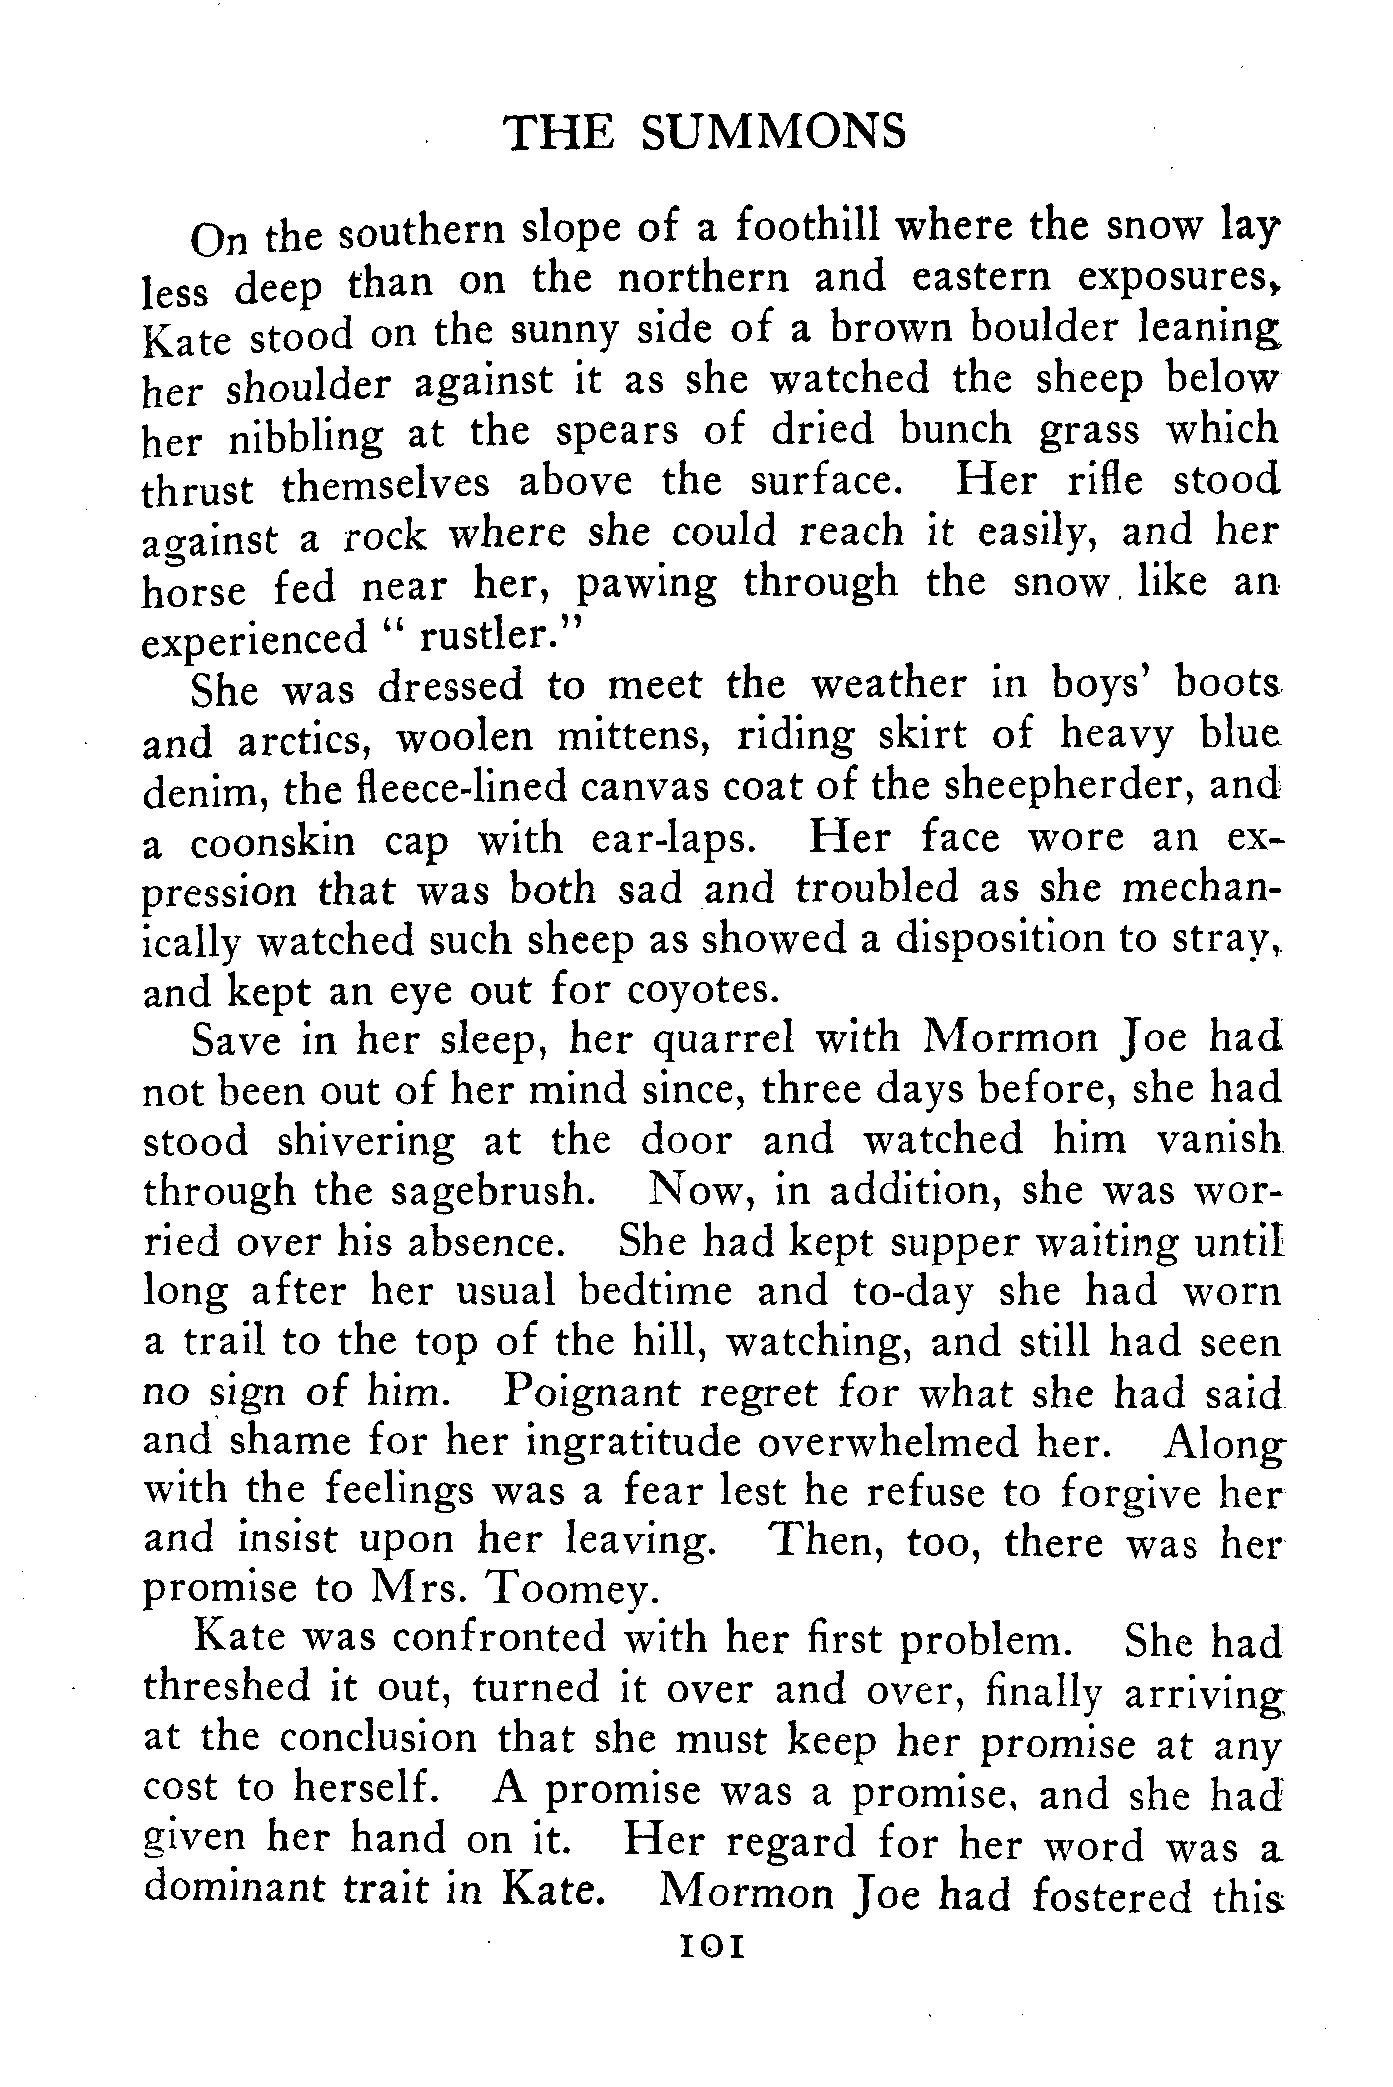 THE SUMMONS
On the southern slope of a foothill where the snow lay
less deep than on the northern and eastern exposures,
Kate stood on the sunny side of a brown boulder leaning
her shoulder against it as she watched the sheep below
her nibbling at the spears of dried bunch grass which
thrust themselves above the surface. Her rifle stood
against a rock where she could reach it easily, and her
horse fed near her, pawing through the snow like an
experienced " rustler."
She was dressed to meet the weather in boys' boots
and arctics, woolen mittens, riding skirt of heavy blue
denim, the fleece-lined canvas coat of the sheepherder, and
a coonskin cap with ear-laps. Her face wore an ex-
pression that was both sad and troubled as she mechan-
ically watched such sheep as showed a disposition to stray,
and kept an eye out for coyotes.
Save in her sleep, her quarrel with Mormon Joe had
not been out of her mind since, three days before, she had
stood shivering at the door and watched him vanish
through the sagebrush. Now, in addition, she was wor-
ried over his absence. She had kept supper waiting until
long after her usual bedtime and to-day she had worn
a trail to the top of the hill, watching, and still had seen
no sign of him. Poignant regret for what she had said
and shame for her ingratitude overwhelmed her. Along
with the feelings was a fear lest he refuse to forgive her
and insist upon her leaving. Then, too, there was her
promise to Mrs. Toomey.
Kate was confronted with her first problem. She had
threshed it out, turned it over and over, finally arriving
at the conclusion that she must keep her promise at any
cost to herself. A promise was a promise, and she had
given her hand on it. Her regard for her word was a
dominant trait in Kate. Mormon Joe had fostered this
101